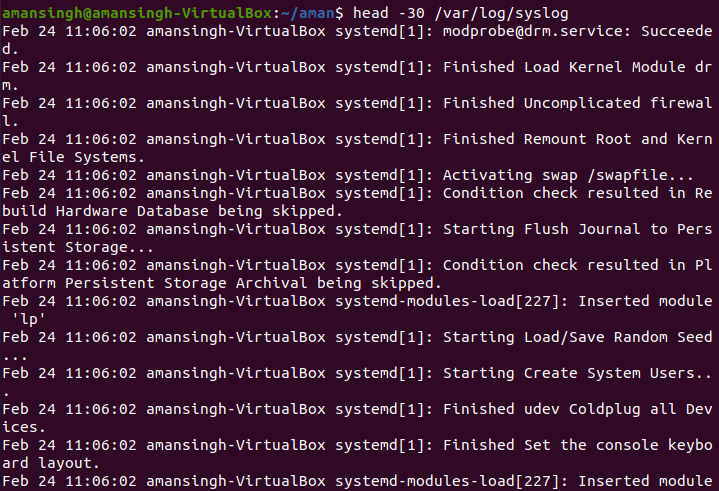 amansingh@amansingh-VirtualBox:~/aman$ head -30 /var/log/syslog
Feb 24 11:06:02 amansingh-VirtualBox systemd[1]: modprobe@drm.service: Succeede
d.
Feb 24 11:06:02 amansingh-VirtualBox systemd[1]: Finished Load Kernel Module dr
m.
Feb 24 11:06:02 amansingh-VirtualBox systemd[1]: Finished Uncomplicated firewal
l.
Feb 24 11:06:02 amansingh-VirtualBox systemd[1]: Finished Remount Root and Kern
el File Systems.
Feb 24 11:06:02 amansingh-VirtualBox systemd[1]: Activating swap /swapfile...
Feb 24 11:06:02 amansingh-VirtualBox systemd[1]: Condition check resulted in Re
build Hardware Database being skipped.
Feb 24 11:06:02 amansingh-VirtualBox systemd[1]: Starting Flush Journal to Pers
istent Storage...
Feb 24 11:06:02 amansingh-VirtualBox systemd[1]: Condition check resulted in Pl
atform Persistent Storage Archival being skipped.
Feb 24 11:06:02 amansingh-VirtualBox systemd-modules-load[227]: Inserted module
 'lp'
Feb 24 11:06:02 amansingh-VirtualBox systemd[1]: Starting Load/Save Random Seed
...
Feb 24 11:06:02 amansingh-VirtualBox systemd[1]: Starting Create System Users..
.
Feb 24 11:06:02 amansingh-VirtualBox systemd[1]: Finished udev Coldplug all Dev
ices.
Feb 24 11:06:02 amansingh-VirtualBox systemd[1]: Finished Set the console keybo
ard layout.
Feb 24 11:06:02 amansingh-VirtualBox systemd-modules-load[227]: Inserted module